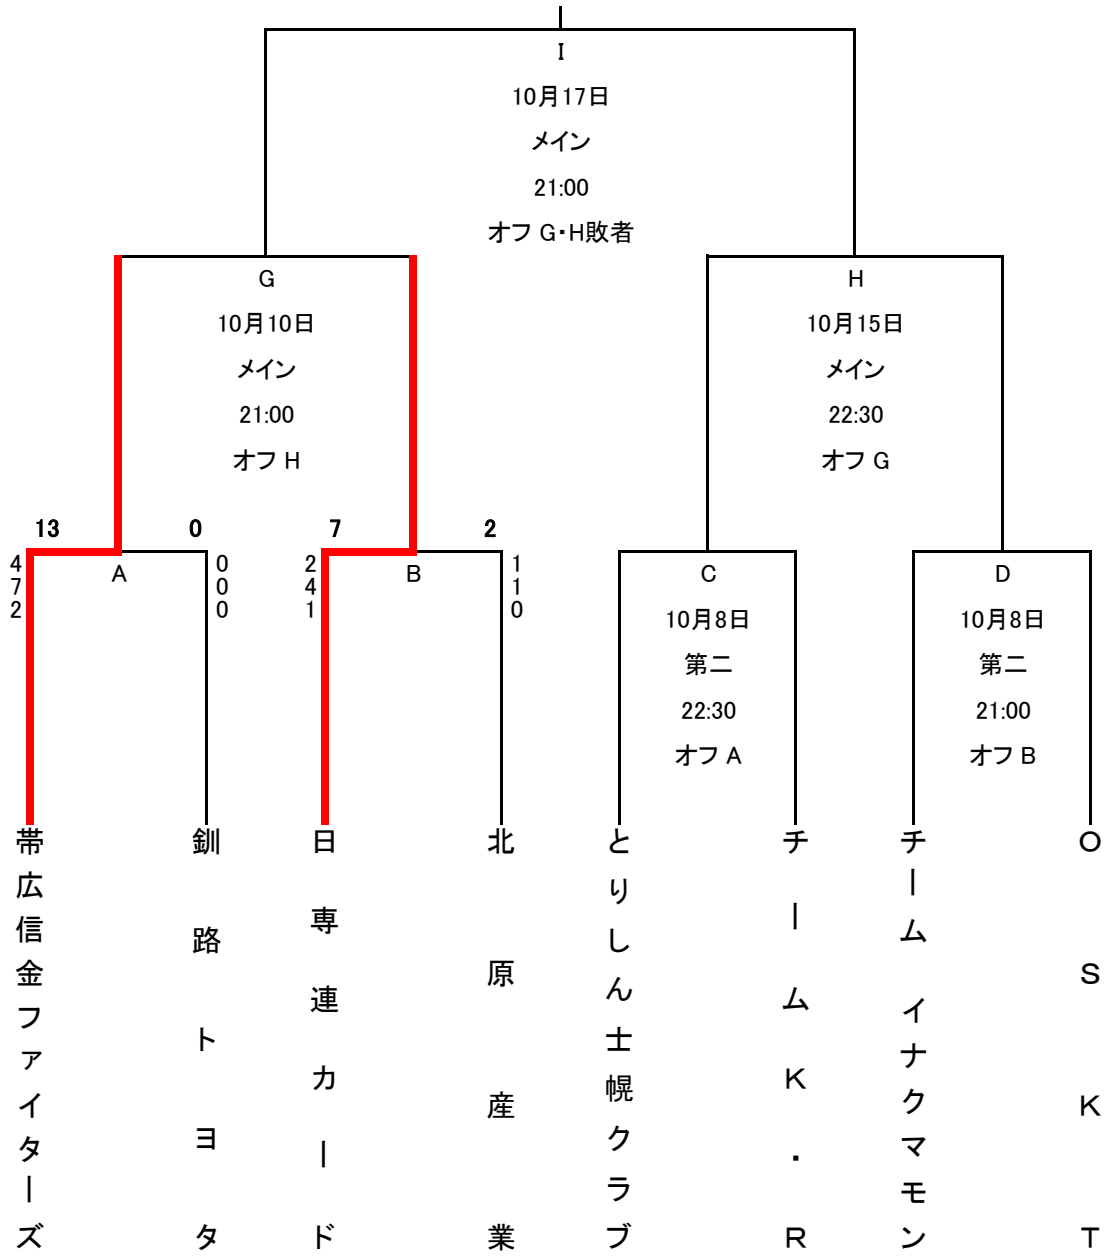 I
10月17日
メイン
21:00
オフ G・H敗者
G
10月10日
メイン
21:00
オフ H
H
10月15日
メイン
22:30
オフ G
13
0
7
2
4
7
2
A
0
0
0
2
4
1
B
1
1
0
C
10月8日
第二
22:30
オフ A
D
10月8日
第二
21:00
オフ B
帯広信金ファイターズ
釧路トヨタ
日専連カード
北原産業
とりしん士幌クラブ
チームK・R
チーム イナクマモン
OSKT